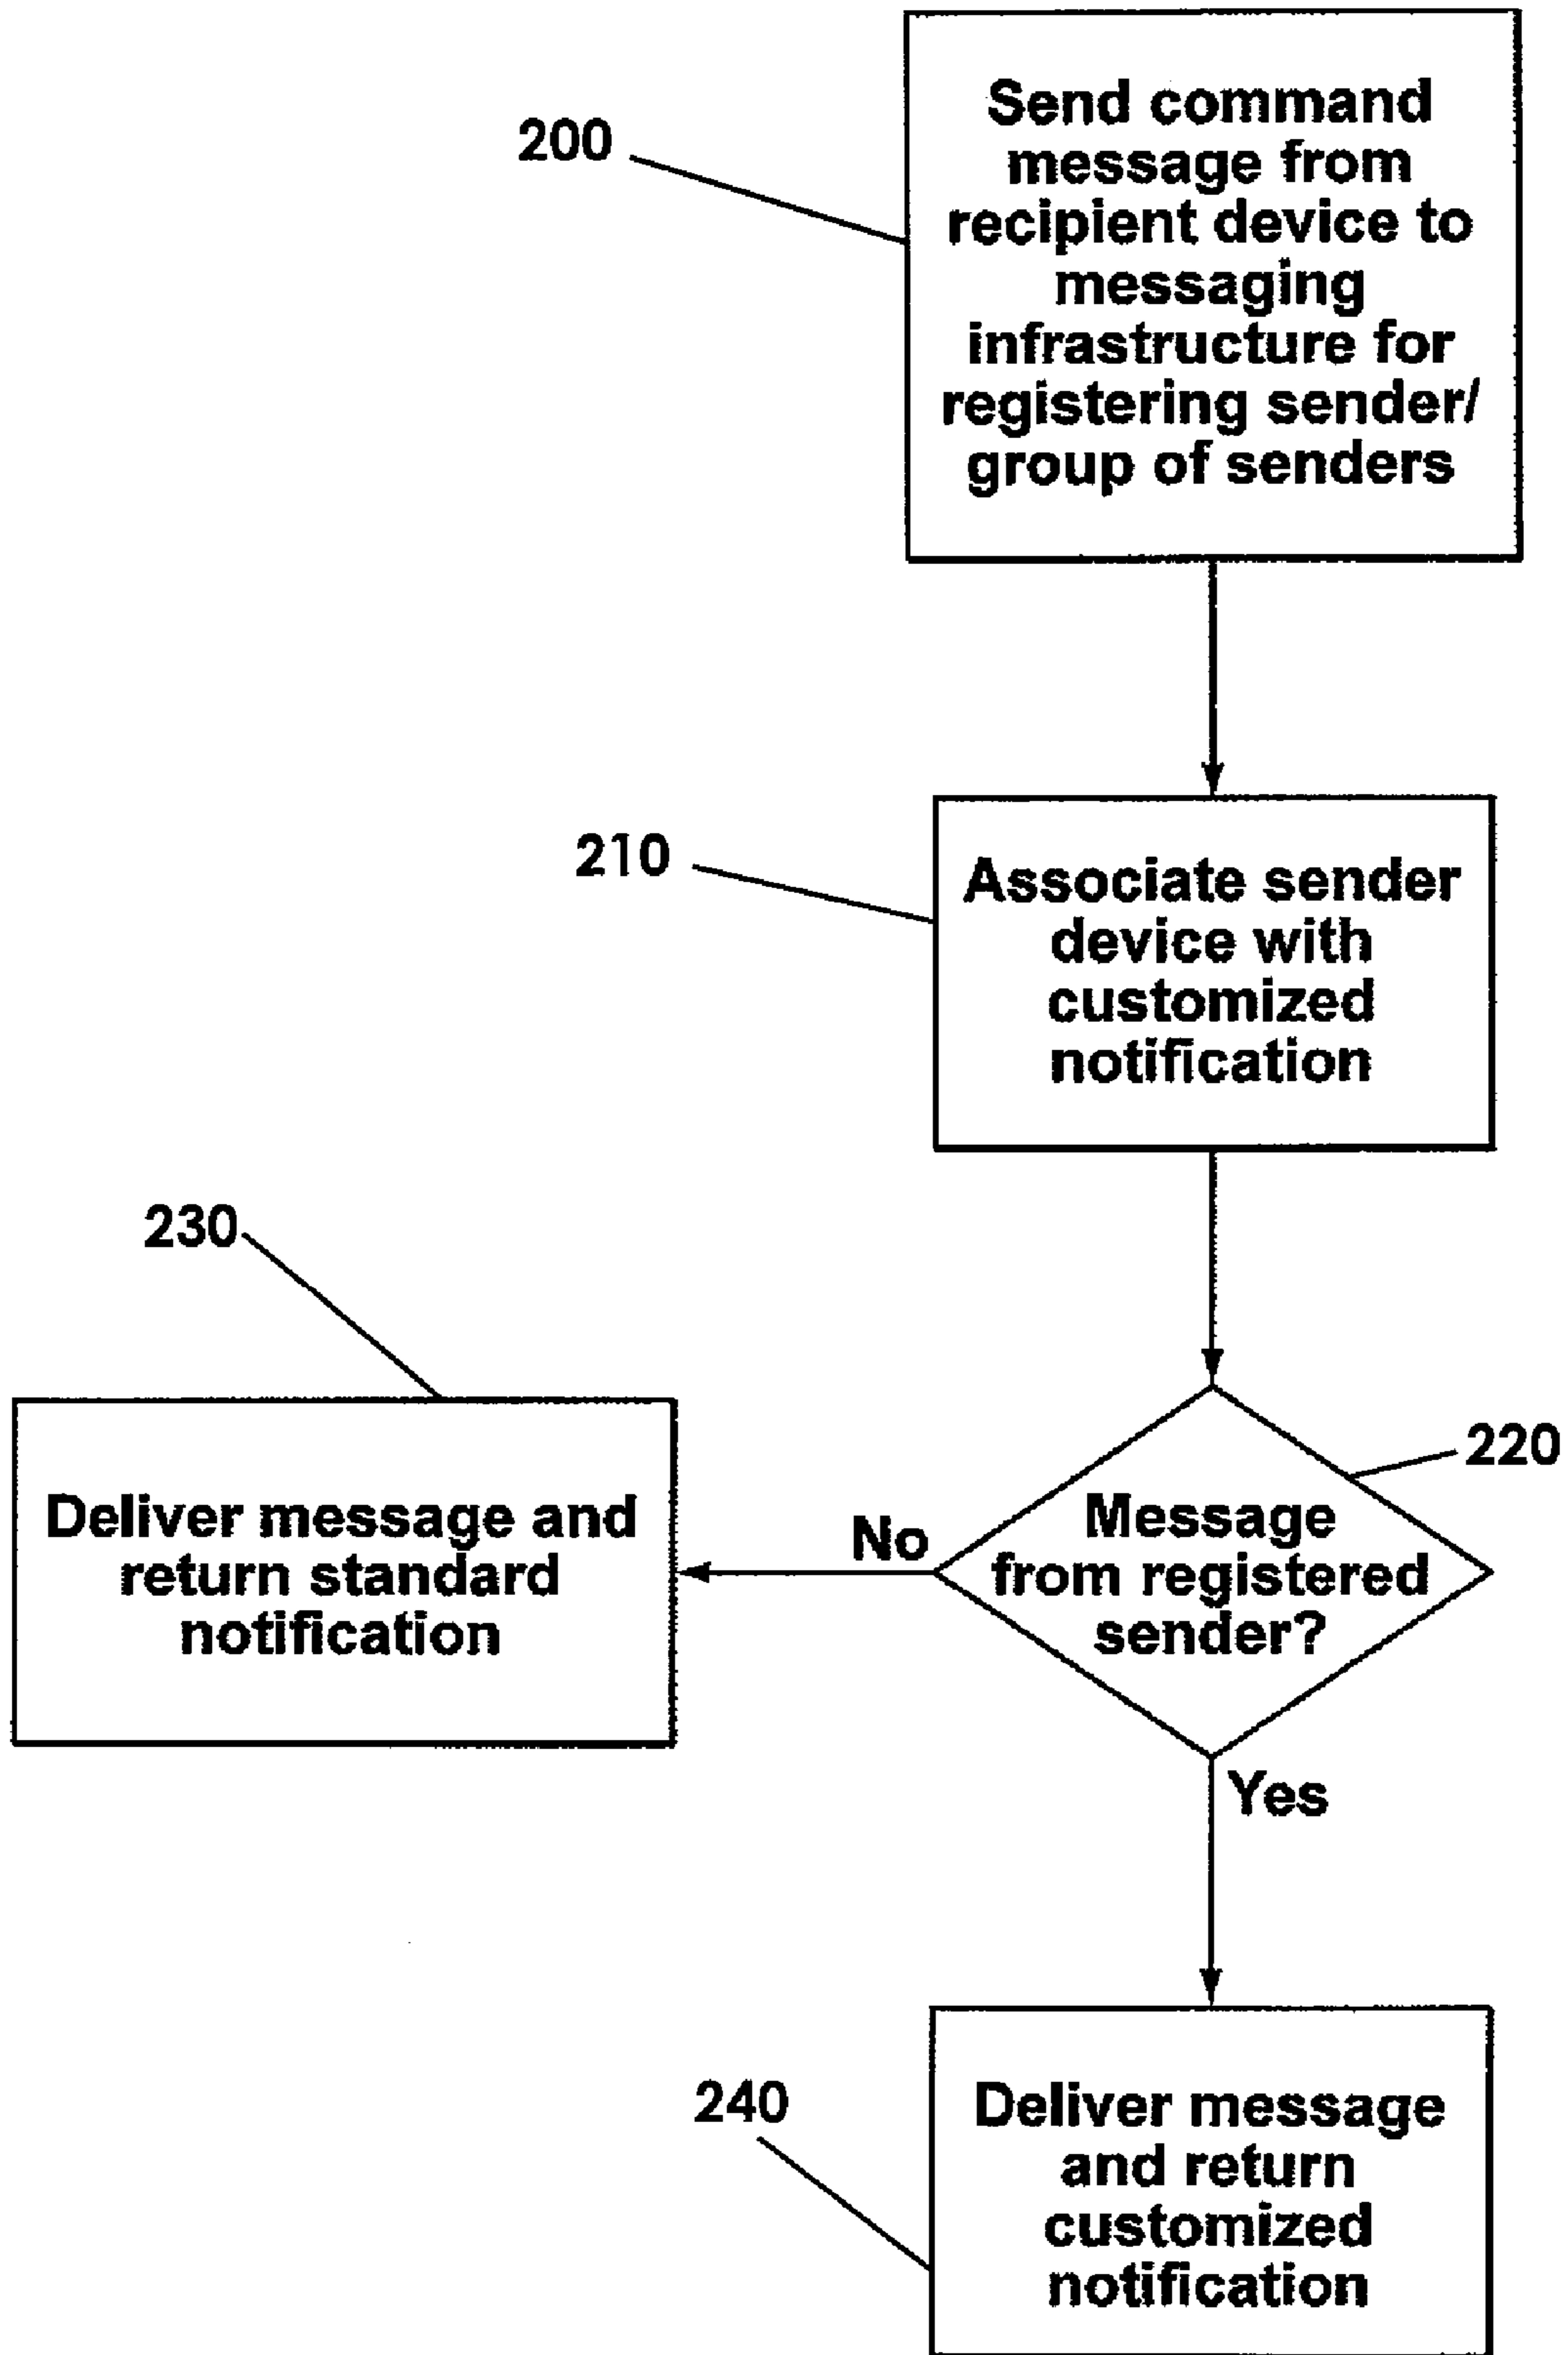 200
Send command
message from
recipient device to
messaging
infrastructure for
registering sender/
group of senders
210
Associate sender
device with
customized
notification
230
220
Message
from registered
sender?
No
Deliver message and
return standard
notification
Yes
240
Deliver message
and return
customized
notification